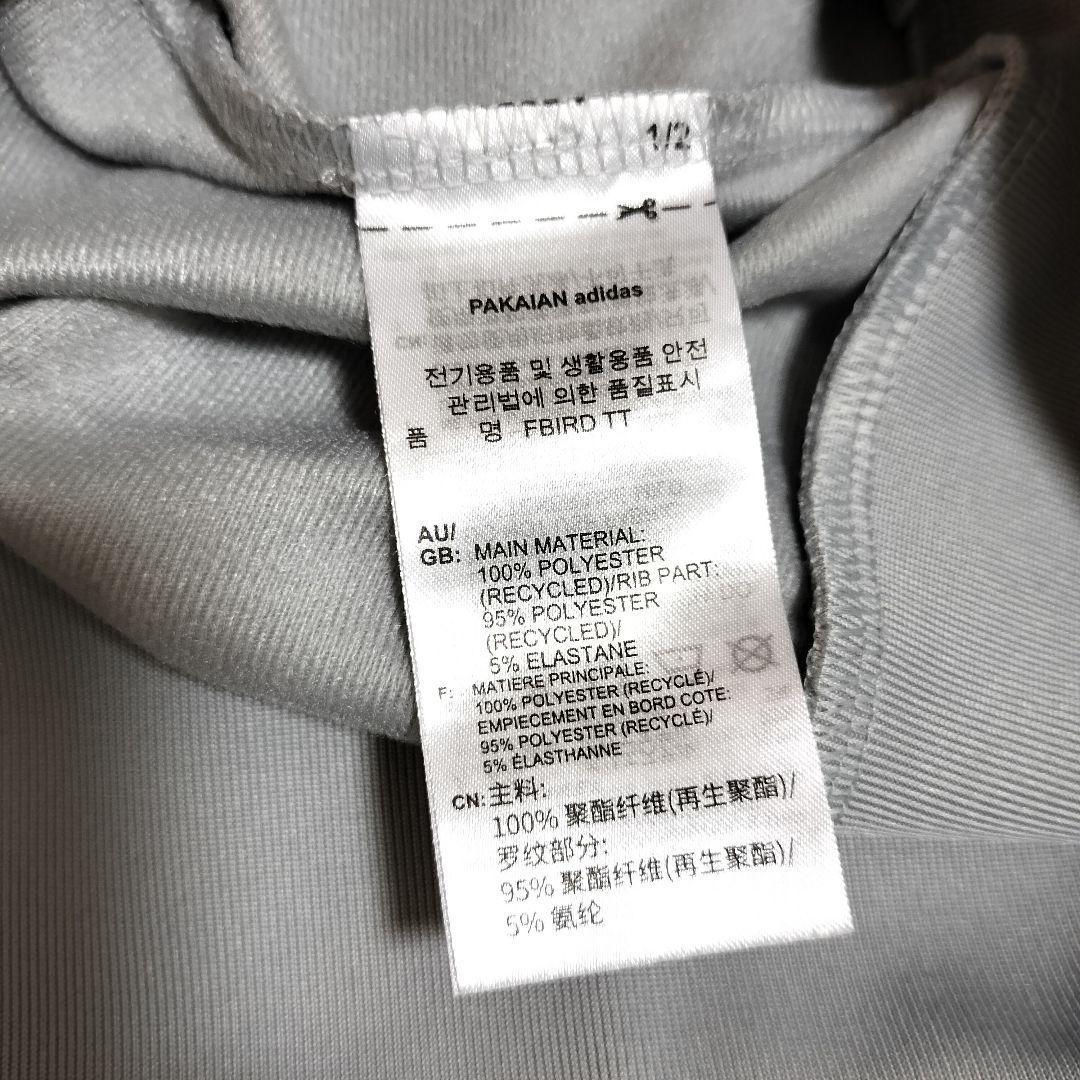 1/2
PAKAIAN adidas
전기용품 및 생활용품 안전
관리법에 의한 품질표시
품 명 FBIRD TT
AU/
GB: MAIN MATERIAL:
100% POLYESTER
(RECYCLED)/RIB PART:
95% POLYESTER
(RECYCLED)/
5% ELASTANE
F: MATIERE PRINCIPALE:
100% POLYESTER (RECYCLÉ)/
EMPIECEMENT EN BORD COTE:
95% POLYESTER (RECYCLÉ)/
5% ÉLASTHANNE
CN: 主料:
100% 聚酯纤维(再生聚酯)/
罗纹部分:
95% 聚酯纤维(再生聚酯)/
5% 氨纶